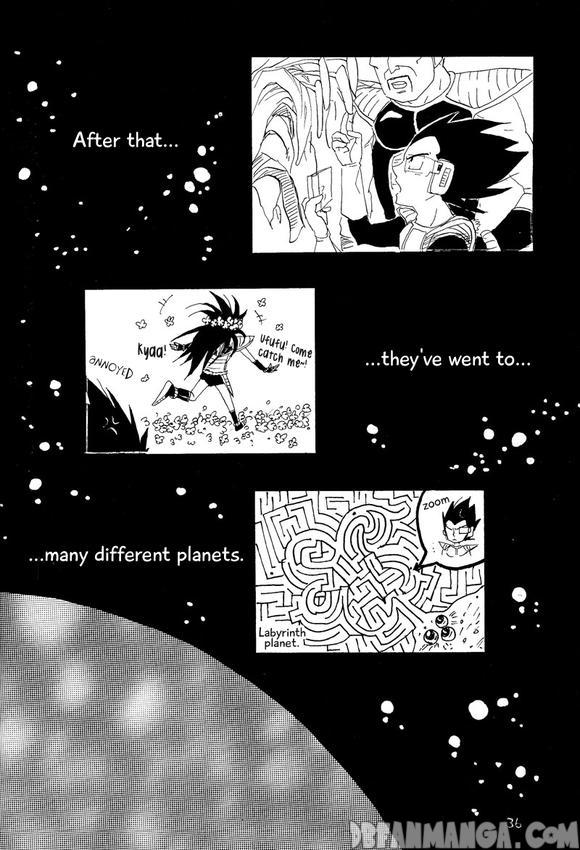 After that...
ANNOYED
Kyaa!
Ufufu! Come
catch me~!
...they've went to...
zoom
...many different planets.
Labyrinth
planet.
36
DBFANMANGA.COM